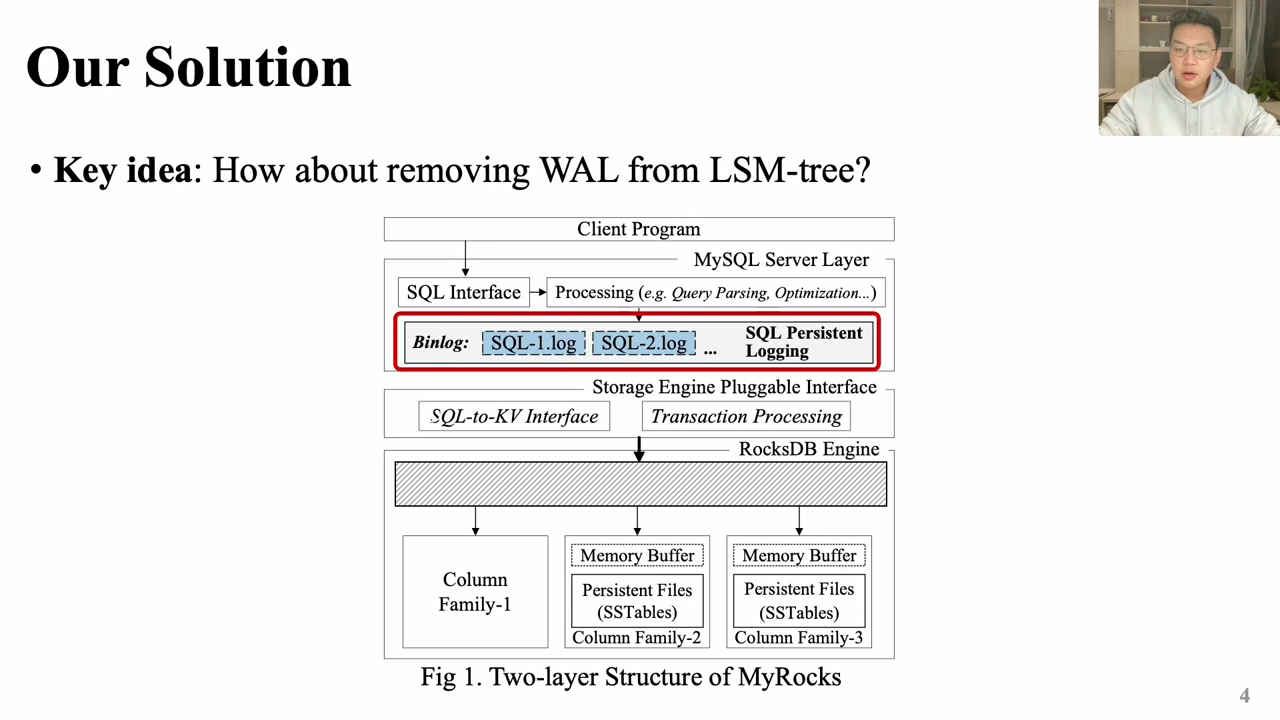 Our Solution
• Key idea: How about removing WAL from LSM-tree?
Client Program
MySQL Server Layer
SQL Interface
Processing (e.g. Query Parsing, Optimization...)
Binlog:
SQL-1.log
SQL-2.log
...
SQL Persistent
Logging
Storage Engine Pluggable Interface
SQL-to-KV Interface
Transaction Processing
RocksDB Engine
Column
Family-1
Memory Buffer
Persistent Files
(SSTables)
Column Family-2
Memory Buffer
Persistent Files
(SSTables)
Column Family-3
Fig 1. Two-layer Structure of MyRocks
4